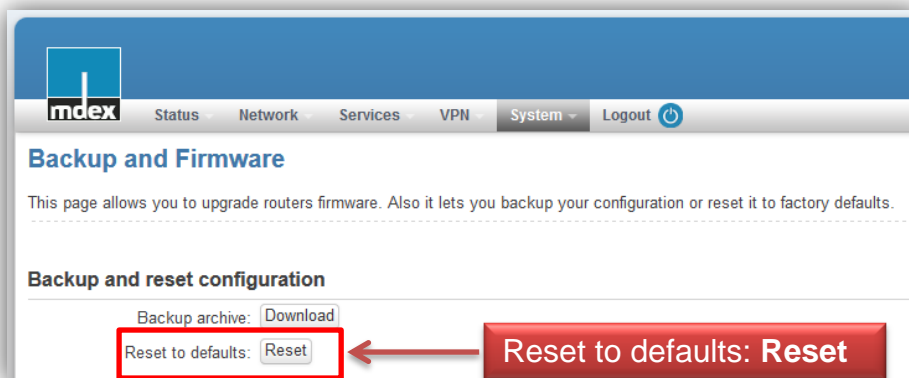 mdex
Status Network Services VPN System Logout
Backup and Firmware
This page allows you to upgrade routers firmware. Also it lets you backup your configuration or reset it to factory defaults.
Backup and reset configuration
Backup archive: Download
Reset to defaults: Reset
Reset to defaults: Reset